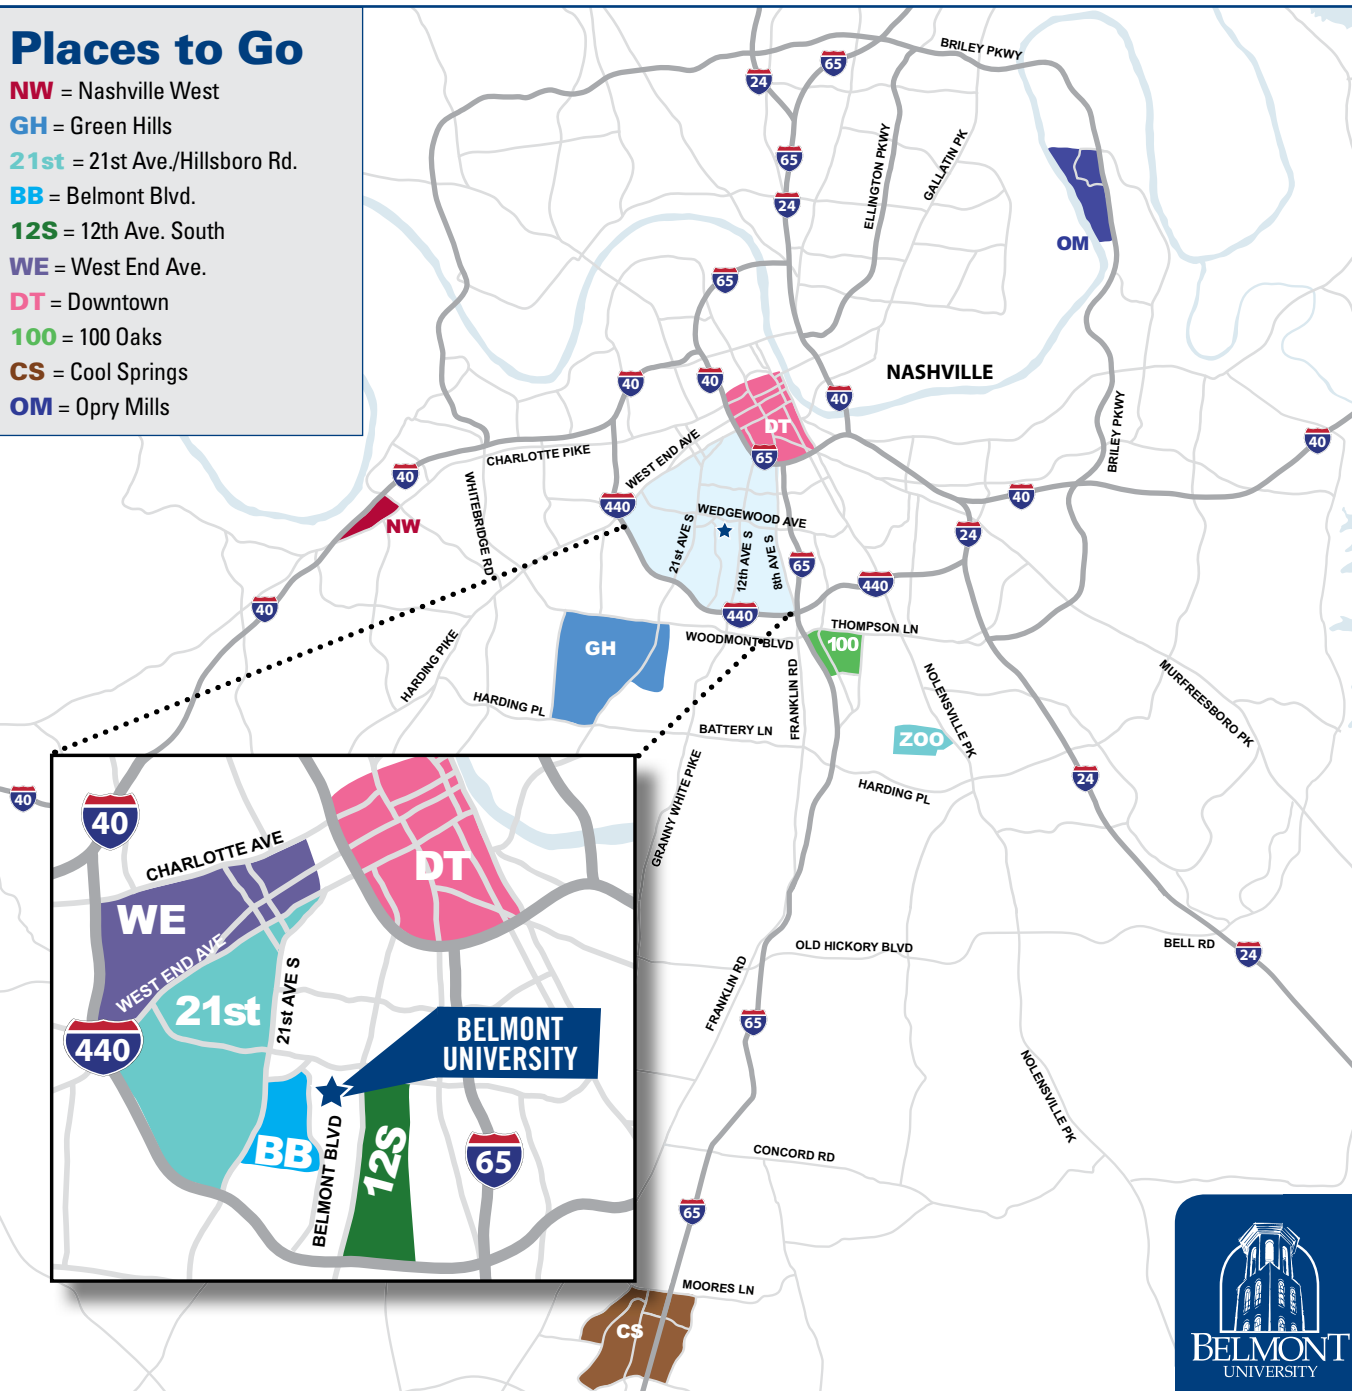 Places to Go
NW = Nashville West
GH = Green Hills
21st = 21st Ave./Hillsboro Rd.
BB = Belmont Blvd.
12S = 12th Ave. South
WE = West End Ave.
DT = Downtown
100 = 100 Oaks
CS = Cool Springs
OM = Opry Mills
BRILEY PKWY
65
24
65
24
ELLINGTON PKWY
GALLATIN PK
OM
65
NASHVILLE
40
40
40
DT
65
BRILEY PKWY
40
40
24
CHARLOTTE PIKE
WEST END AVE
40
NW
WHITEBRIDGE RD
440
WEDGEWOOD AVE
21st AVE S
12th AVE S
8th AVE S
65
440
440
40
GH
WOODMONT BLVD
THOMPSON LN
100
HARDING PIKE
HARDING PL
FRANKLIN RD
BATTERY LN
NOLENSVILLE PK
MURFREESBORO PK
ZOO
24
HARDING PL
GRANNY WHITE PIKE
40
40
CHARLOTTE AVE
DT
WE
WEST END AVE
21st
21st AVE S
440
BELMONT
UNIVERSITY
BB
BELMONT BLVD
12S
65
OLD HICKORY BLVD
BELL RD
24
FRANKLIN RD
65
NOLENSVILLE PK
CONCORD RD
65
MOORES LN
CS
BELMONT
UNIVERSITY